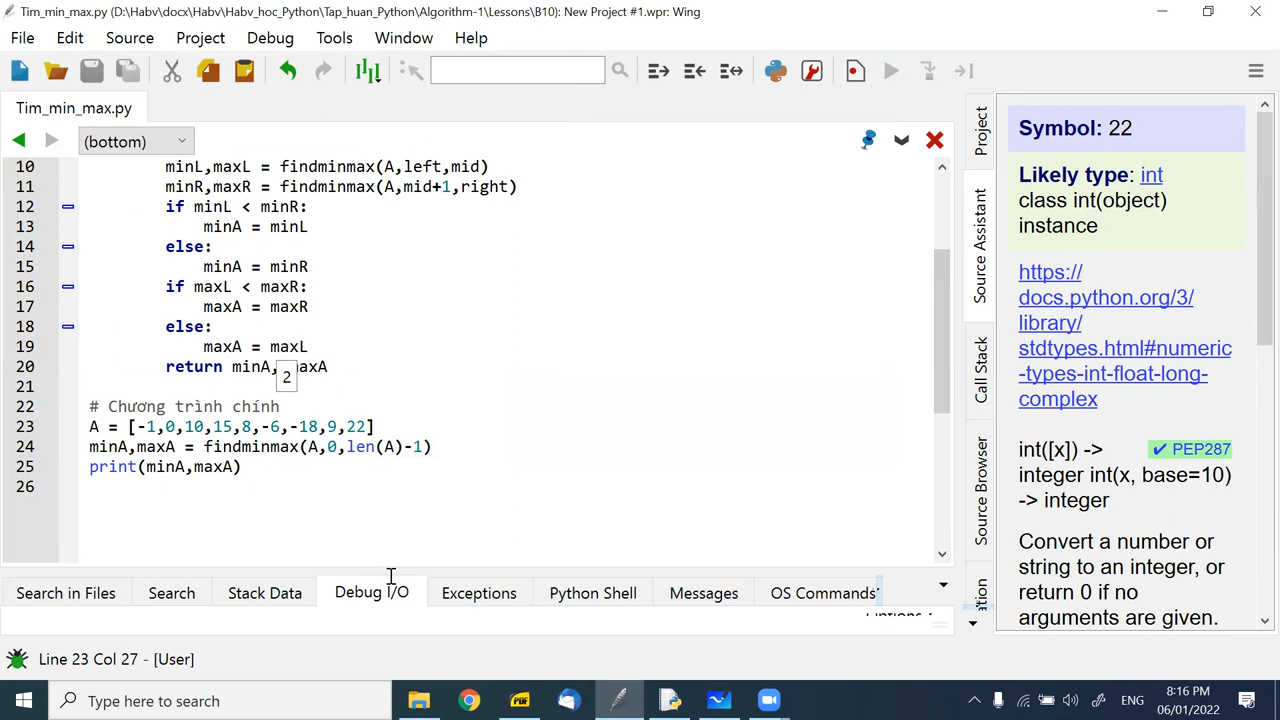 Tim_min_max.py (D:\Habv\docx\Habv\Habv_hoc_Python\Tap_huan_Python\Algorithm-1\Lessons\B10): New Project #1.wpr: Wing
File Edit Source Project Debug Tools Window Help
Tim_min_max.py
(bottom)
10 minL,maxL = findminmax(A,left,mid)
11 minR,maxR = findminmax(A,mid+1,right)
12 if minL < minR:
13 minA = minL
14 else:
15 minA = minR
16 if maxL < maxR:
17 maxA = maxR
18 else:
19 maxA = maxL
20 return minA, maxA
2
21
22 # Chương trình chính
23 A = [-1,0,10,15,8,-6,-18,9,22]
24 minA,maxA = findminmax(A,0,len(A)-1)
25 print(minA,maxA)
26
Project
Source Assistant
Call Stack
Source Browser
Symbol: 22
Likely type: int
class int(object)
instance
https://
docs.python.org/3/
library/
stdtypes.html#numeric
-types-int-float-long-
complex
int([x]) -> ✔ PEP287
integer int(x, base=10)
-> integer
Convert a number or
string to an integer, or
return 0 if no
arguments are given.
Search in Files Search Stack Data Debug I/O Exceptions Python Shell Messages OS Commands
Line 23 Col 27 - [User]
Type here to search
PDF
ENG
8:16 PM
06/01/2022